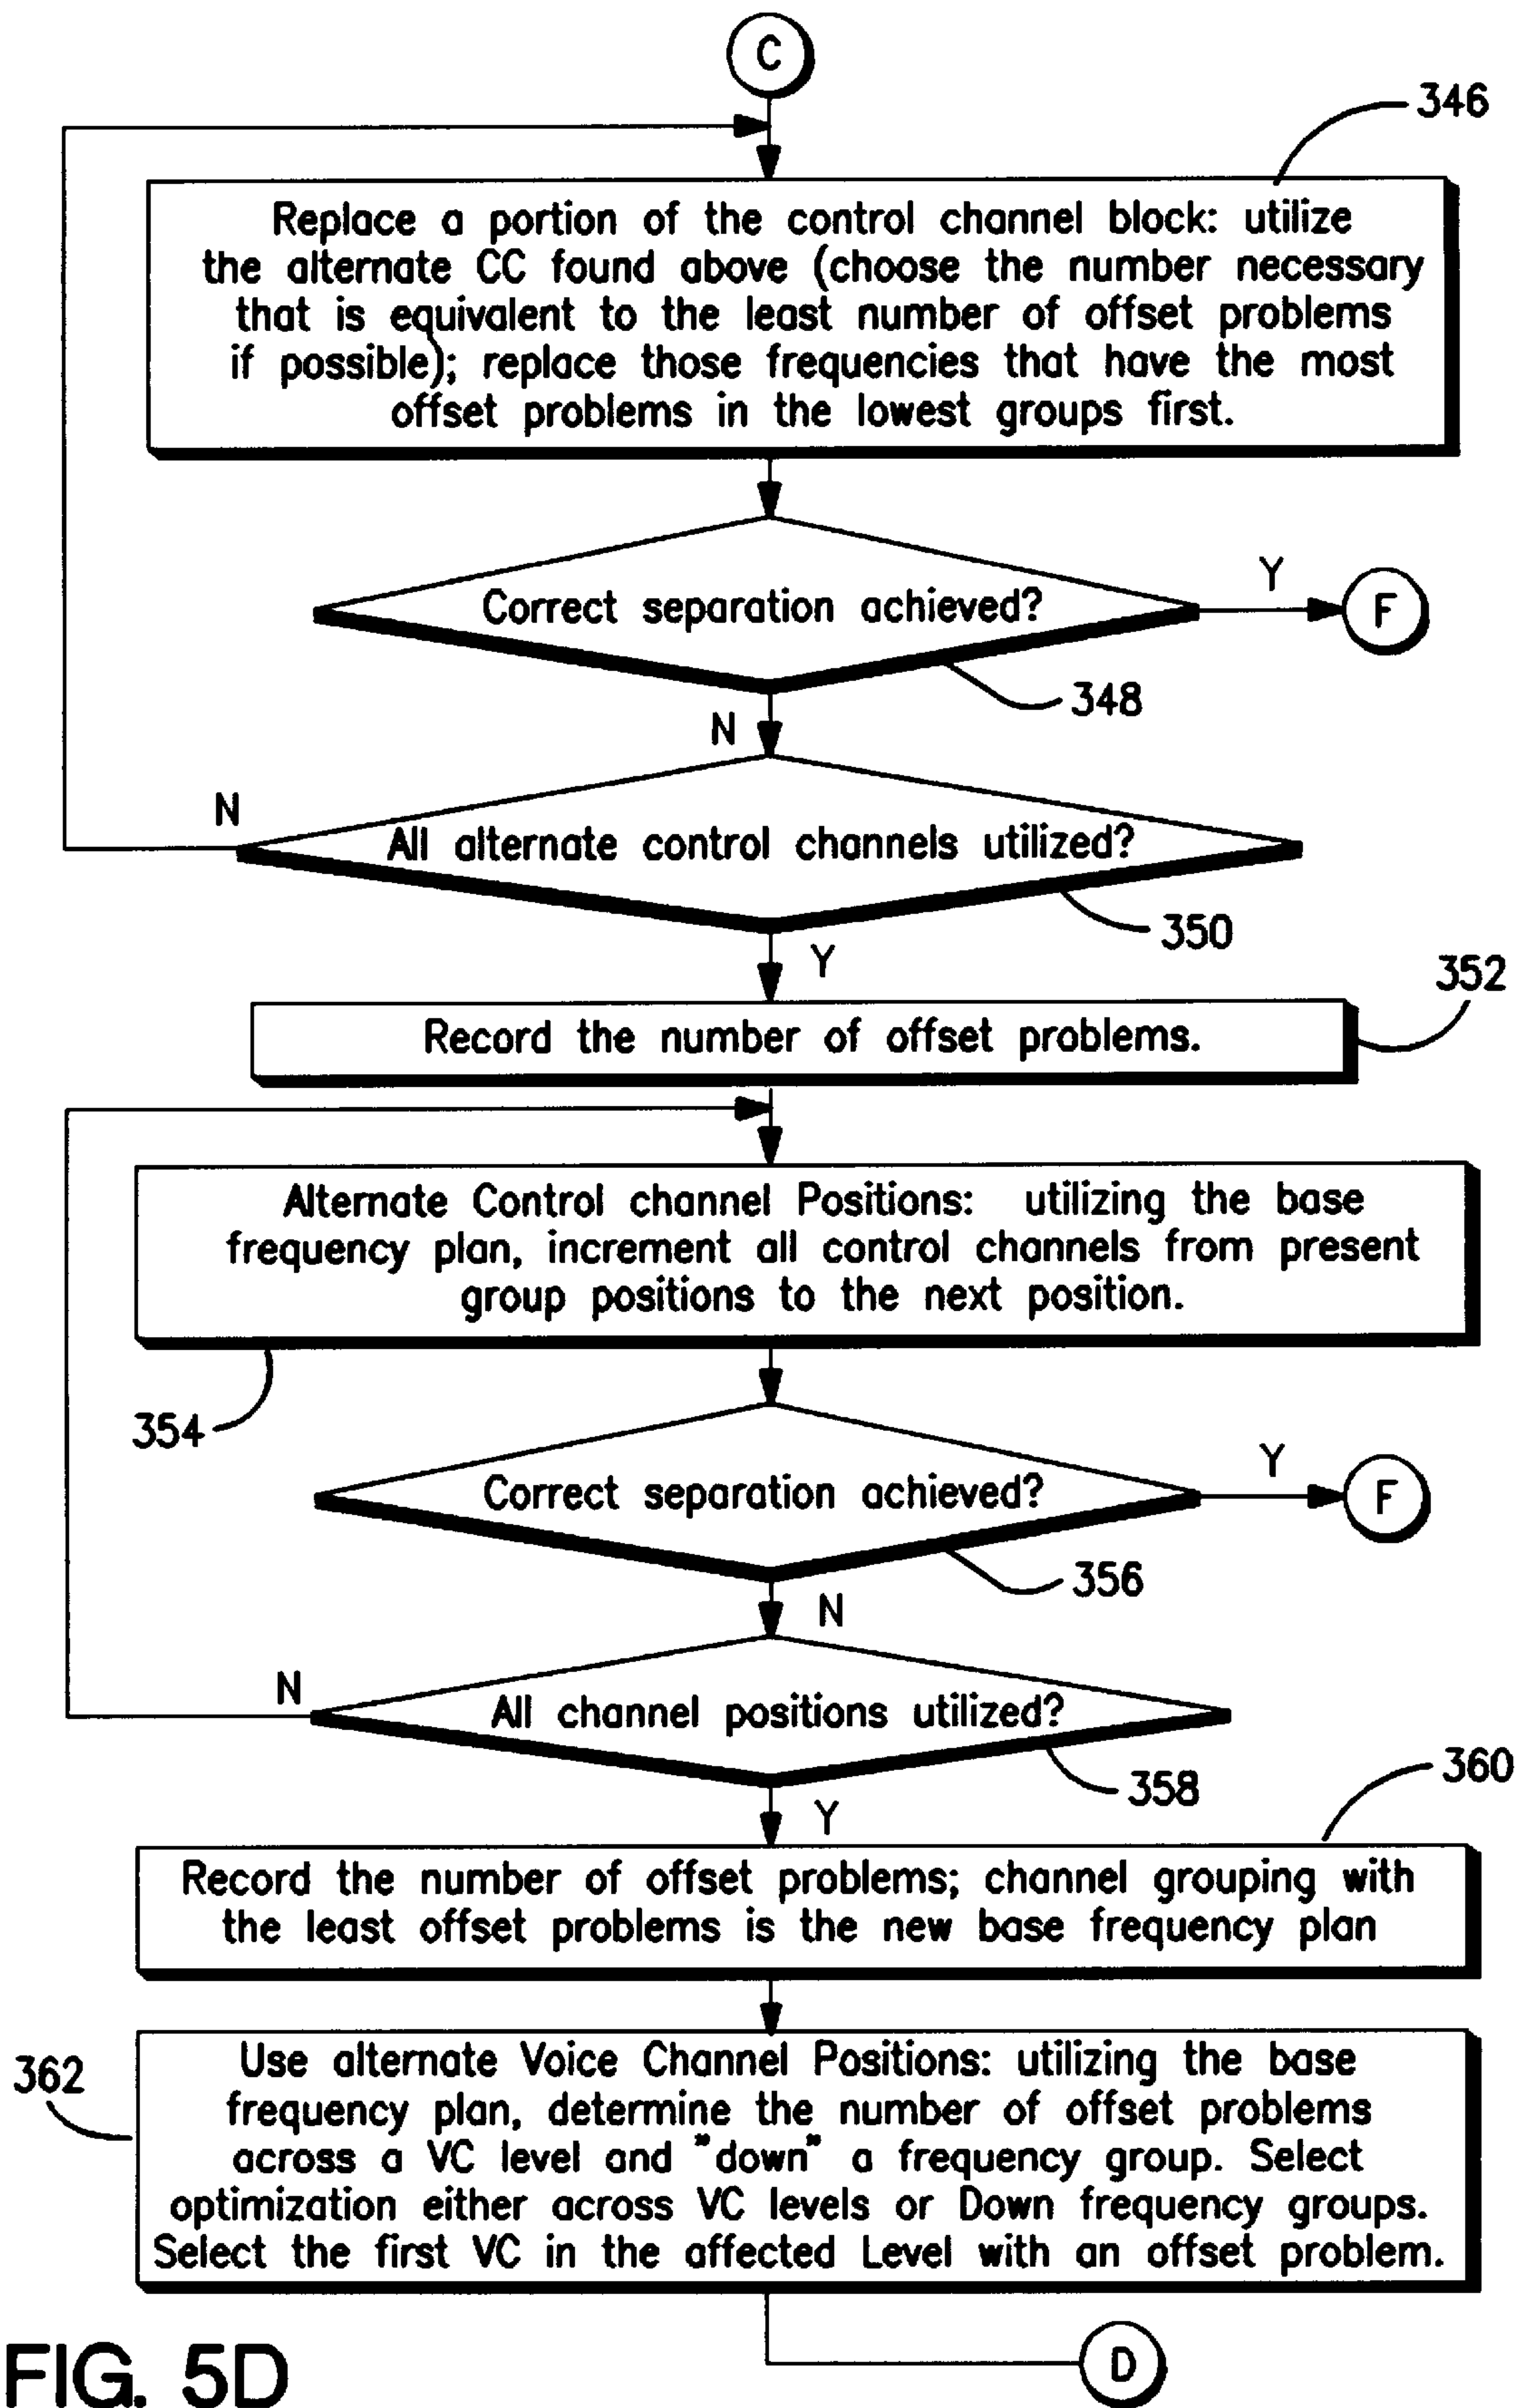 C
346
Replace a portion of the control channel block: utilize
the alternate CC found above (choose the number necessary
that is equivalent to the least number of offset problems
if possible); replace those frequencies that have the most
offset problems in the lowest groups first.
Correct separation achieved?
Y
F
348
N
All alternate control channels utilized?
N
350
Y
352
Record the number of offset problems.
Alternate Control channel Positions: utilizing the base
frequency plan, increment all control channels from present
group positions to the next position.
354
Correct separation achieved?
Y
F
356
N
All channel positions utilized?
N
358
Y
360
Record the number of offset problems; channel grouping with
the least offset problems is the new base frequency plan
362
Use alternate Voice Channel Positions: utilizing the base
frequency plan, determine the number of offset problems
across a VC level and "down" a frequency group. Select
optimization either across VC levels or Down frequency groups.
Select the first VC in the affected Level with an offset problem.
D
FIG. 5D